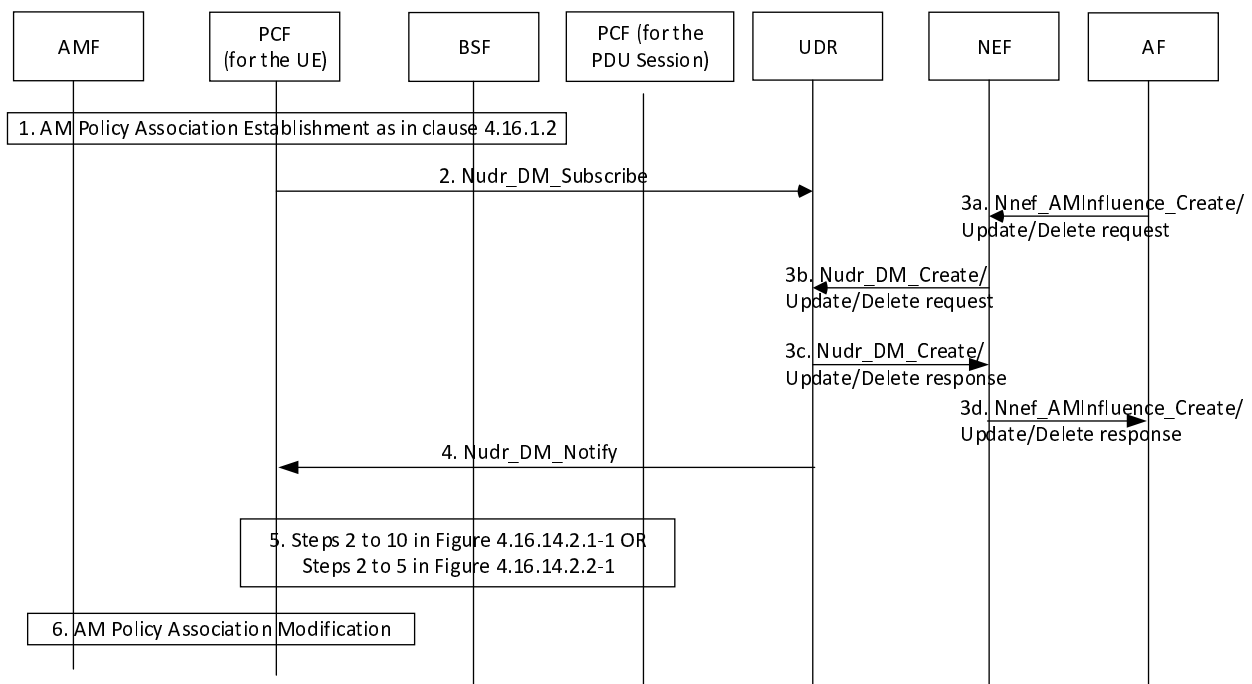 AMF
PCF
(for the UE)
BSF
PCF (for the
PDU Session)
UDR
NEF
AF
1. AM Policy Association Establishment as in clause 4.16.1.2
2. Nudr_DM_Subscribe
3a. Nnef_AMInfluence_Create/
Update/Delete request
3b. Nudr_DM_Create/
Update/Delete request
3c. Nudr_DM_Create/
Update/Delete response
3d. Nnef_AMInfluence_Create/
Update/Delete response
4. Nudr_DM_Notify
5. Steps 2 to 10 in Figure 4.16.14.2.1-1 OR
Steps 2 to 5 in Figure 4.16.14.2.2-1
6. AM Policy Association Modification